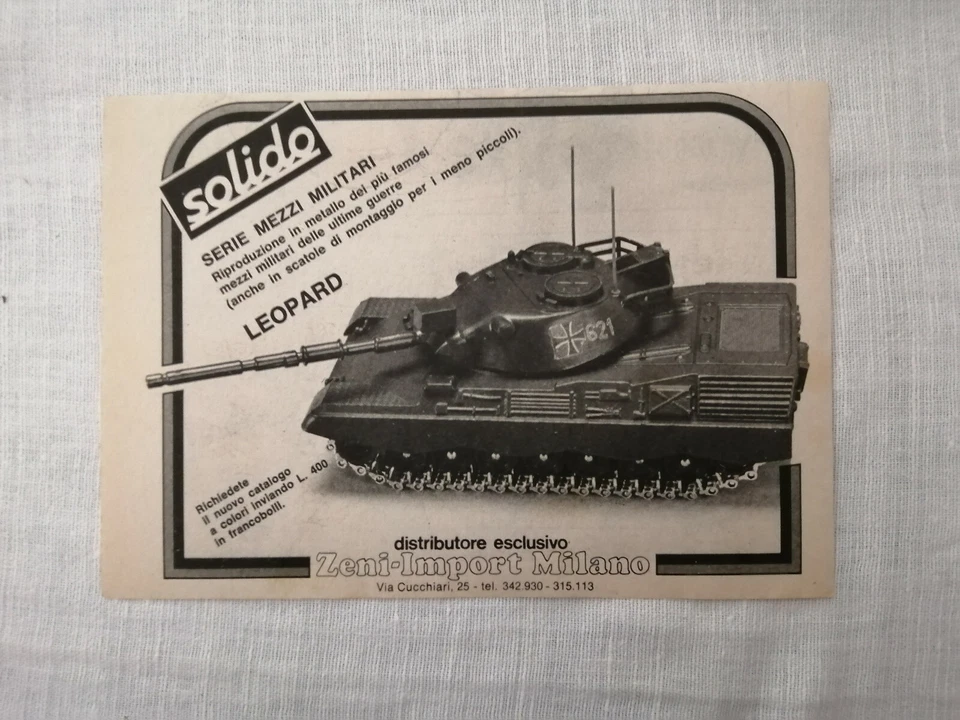 solido
SERIE MEZZI MILITARI
Riproduzione in metallo dei più famosi
mezzi militari delle ultime guerre
(anche in scatole di montaggio per i meno piccoli).
LEOPARD
621
Richiedete
il nuovo catalogo
a colori inviando L. 400
in francobolli.
distributore esclusivo
Zeni-Import Milano
Via Cucchiari, 25 - tel. 342.930 - 315.113